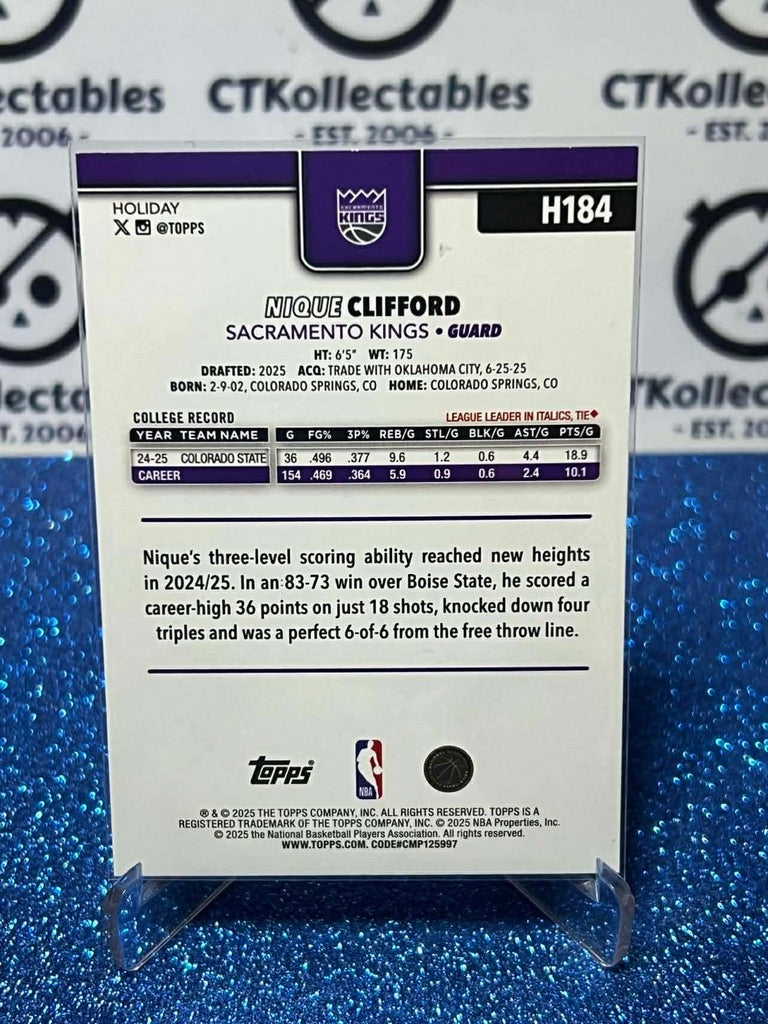 ectables CTKollectables CTKolle
2006 - - EST. 2006 - - EST. 2
HOLIDAY
@TOPPS
SACRAMENTO
KINGS
H184
NIQUE CLIFFORD
SACRAMENTO KINGS • GUARD
HT: 6'5" WT: 175
DRAFTED: 2025 ACQ: TRADE WITH OKLAHOMA CITY, 6-25-25
BORN: 2-9-02, COLORADO SPRINGS, CO HOME: COLORADO SPRINGS, CO
COLLEGE RECORD LEAGUE LEADER IN ITALICS, TIE◆
YEAR TEAM NAME G FG% 3P% REB/G STL/G BLK/G AST/G PTS/G
24-25 COLORADO STATE 36 .496 .377 9.6 1.2 0.6 4.4 18.9
CAREER 154 .469 .364 5.9 0.9 0.6 2.4 10.1
Nique's three-level scoring ability reached new heights
in 2024/25. In an 83-73 win over Boise State, he scored a
career-high 36 points on just 18 shots, knocked down four
triples and was a perfect 6-of-6 from the free throw line.
Topps NBA
® & © 2025 THE TOPPS COMPANY, INC. ALL RIGHTS RESERVED. TOPPS IS A
REGISTERED TRADEMARK OF THE TOPPS COMPANY, INC. © 2025 NBA Properties, Inc.
© 2025 the National Basketball Players Association. All rights reserved.
WWW.TOPPS.COM. CODE#CMP125997